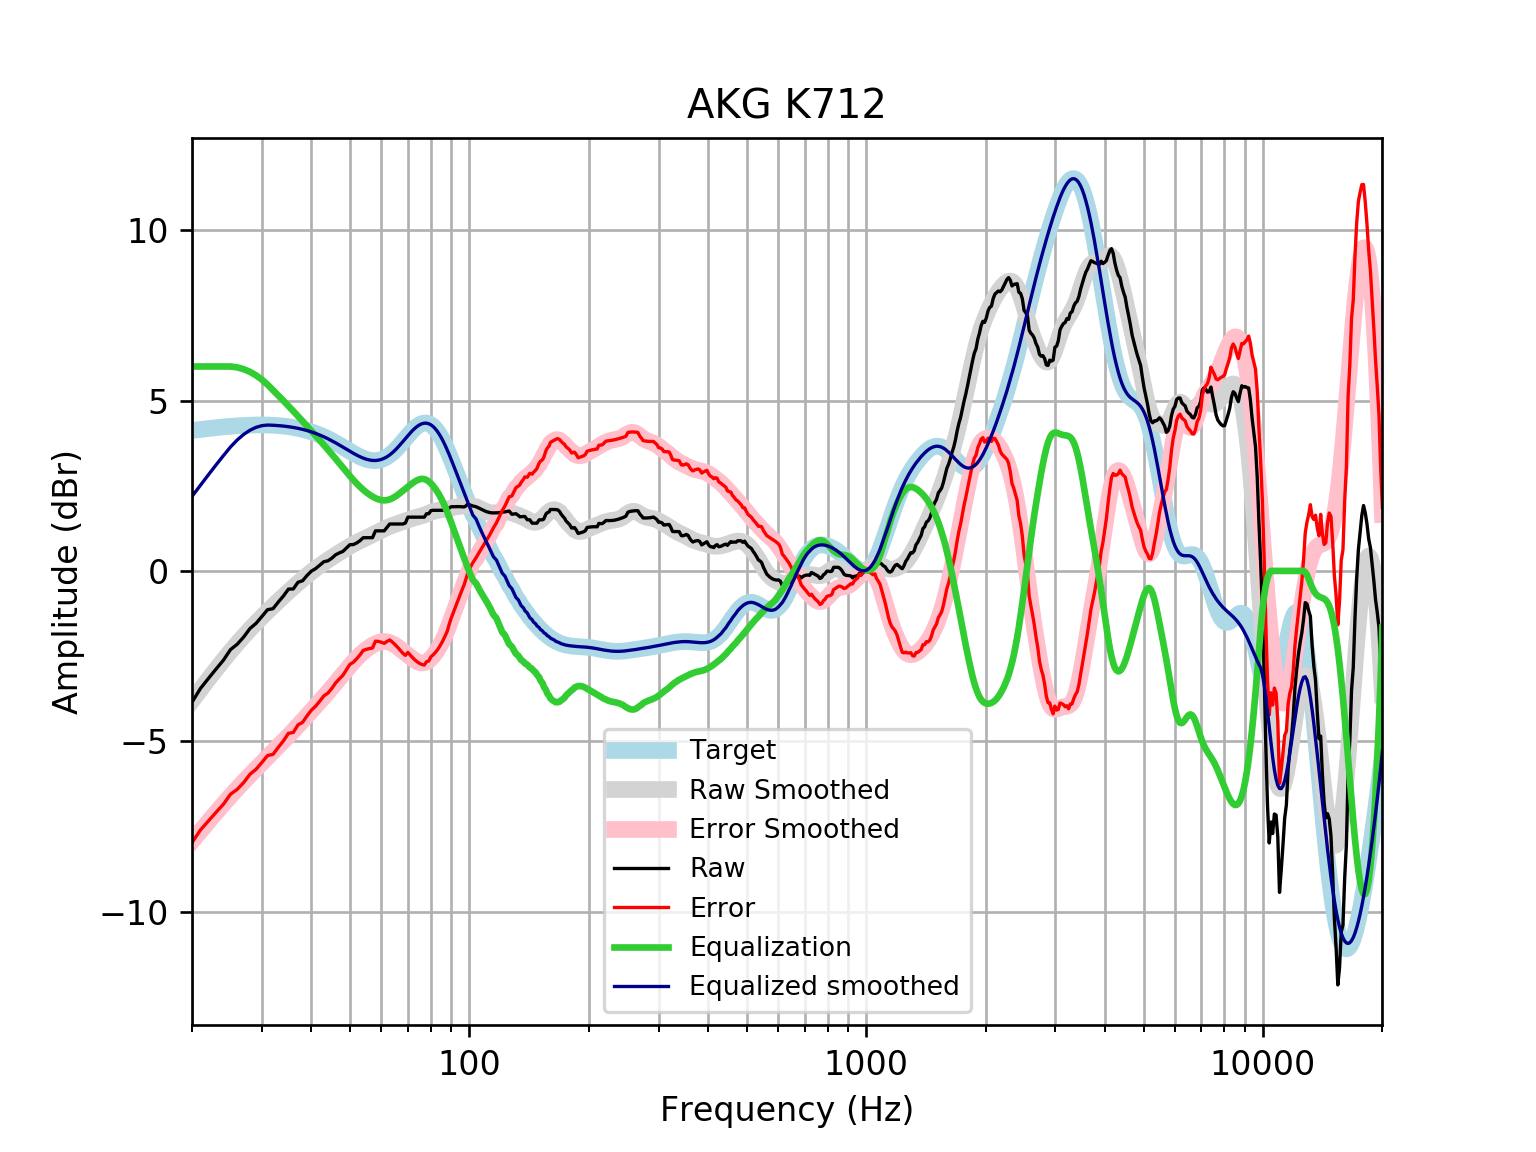 AKG K712
10
5
0
−5
−10
Amplitude (dBr)
Target
Raw Smoothed
Error Smoothed
Raw
Error
Equalization
Equalized smoothed
100
1000
10000
Frequency (Hz)